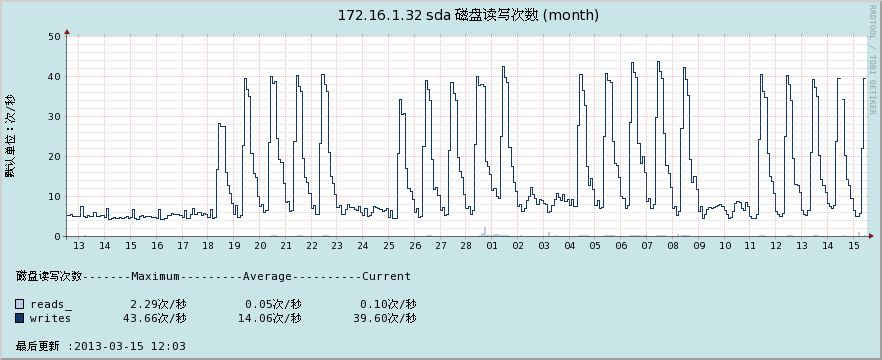 172.16.1.32 sda 磁盘读写次数 (month)
RRDTOOL / TOBI OETIKER
默认单位：次/秒
50
40
30
20
10
0
13 14 15 16 17 18 19 20 21 22 23 24 25 26 27 28 01 02 03 04 05 06 07 08 09 10 11 12 13 14 15
磁盘读写次数-------Maximum---------Average----------Current
reads_ 2.29次/秒 0.05次/秒 0.10次/秒
writes 43.66次/秒 14.06次/秒 39.60次/秒
最后更新 :2013-03-15 12:03